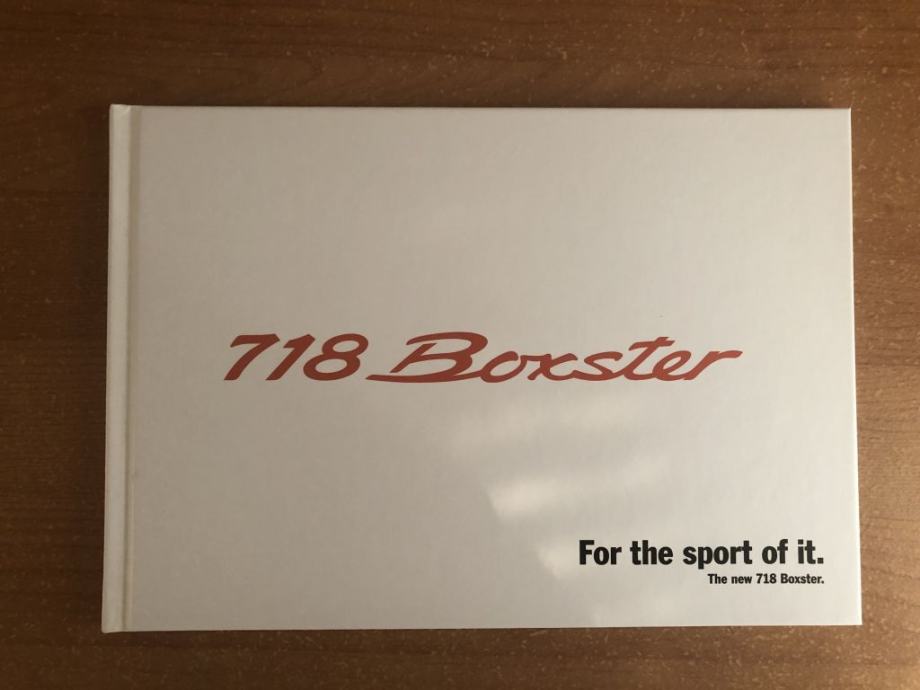 718 Boxster
For the sport of it.
The new 718 Boxster.